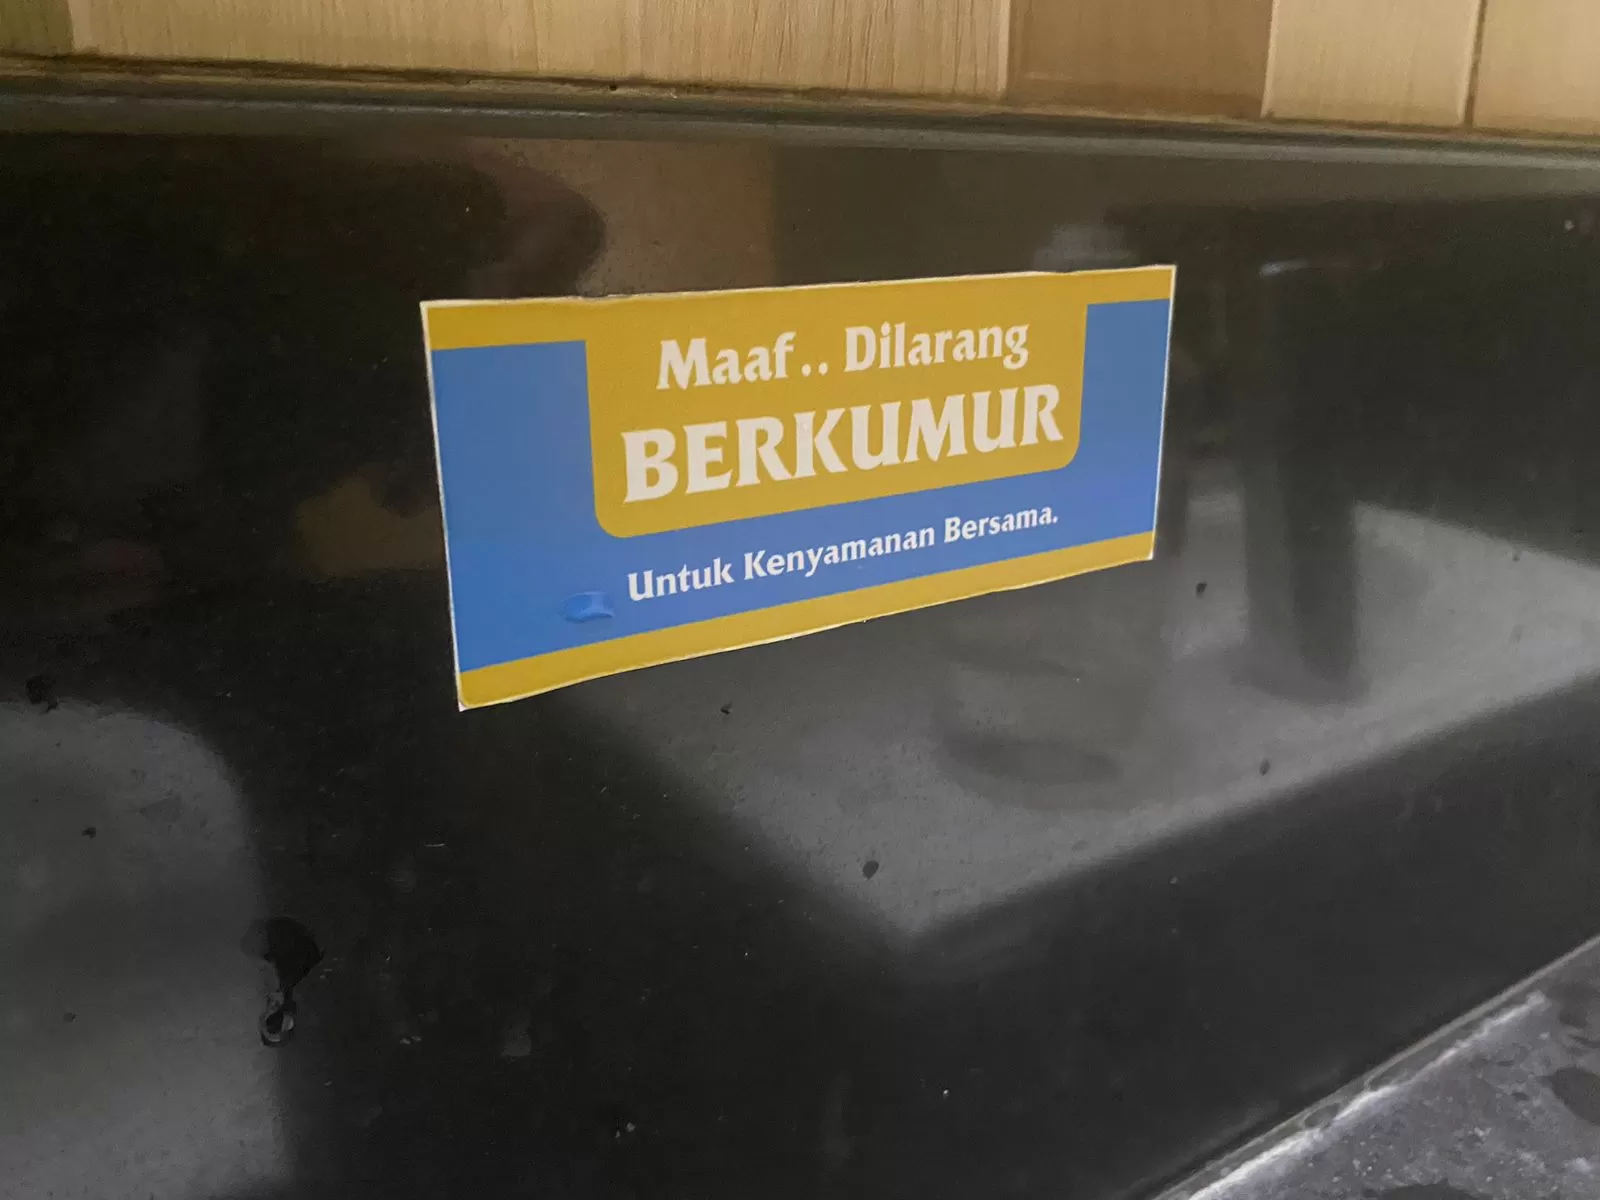 Maaf.. Dilarang
BERKUMUR
Untuk Kenyamanan Bersama.